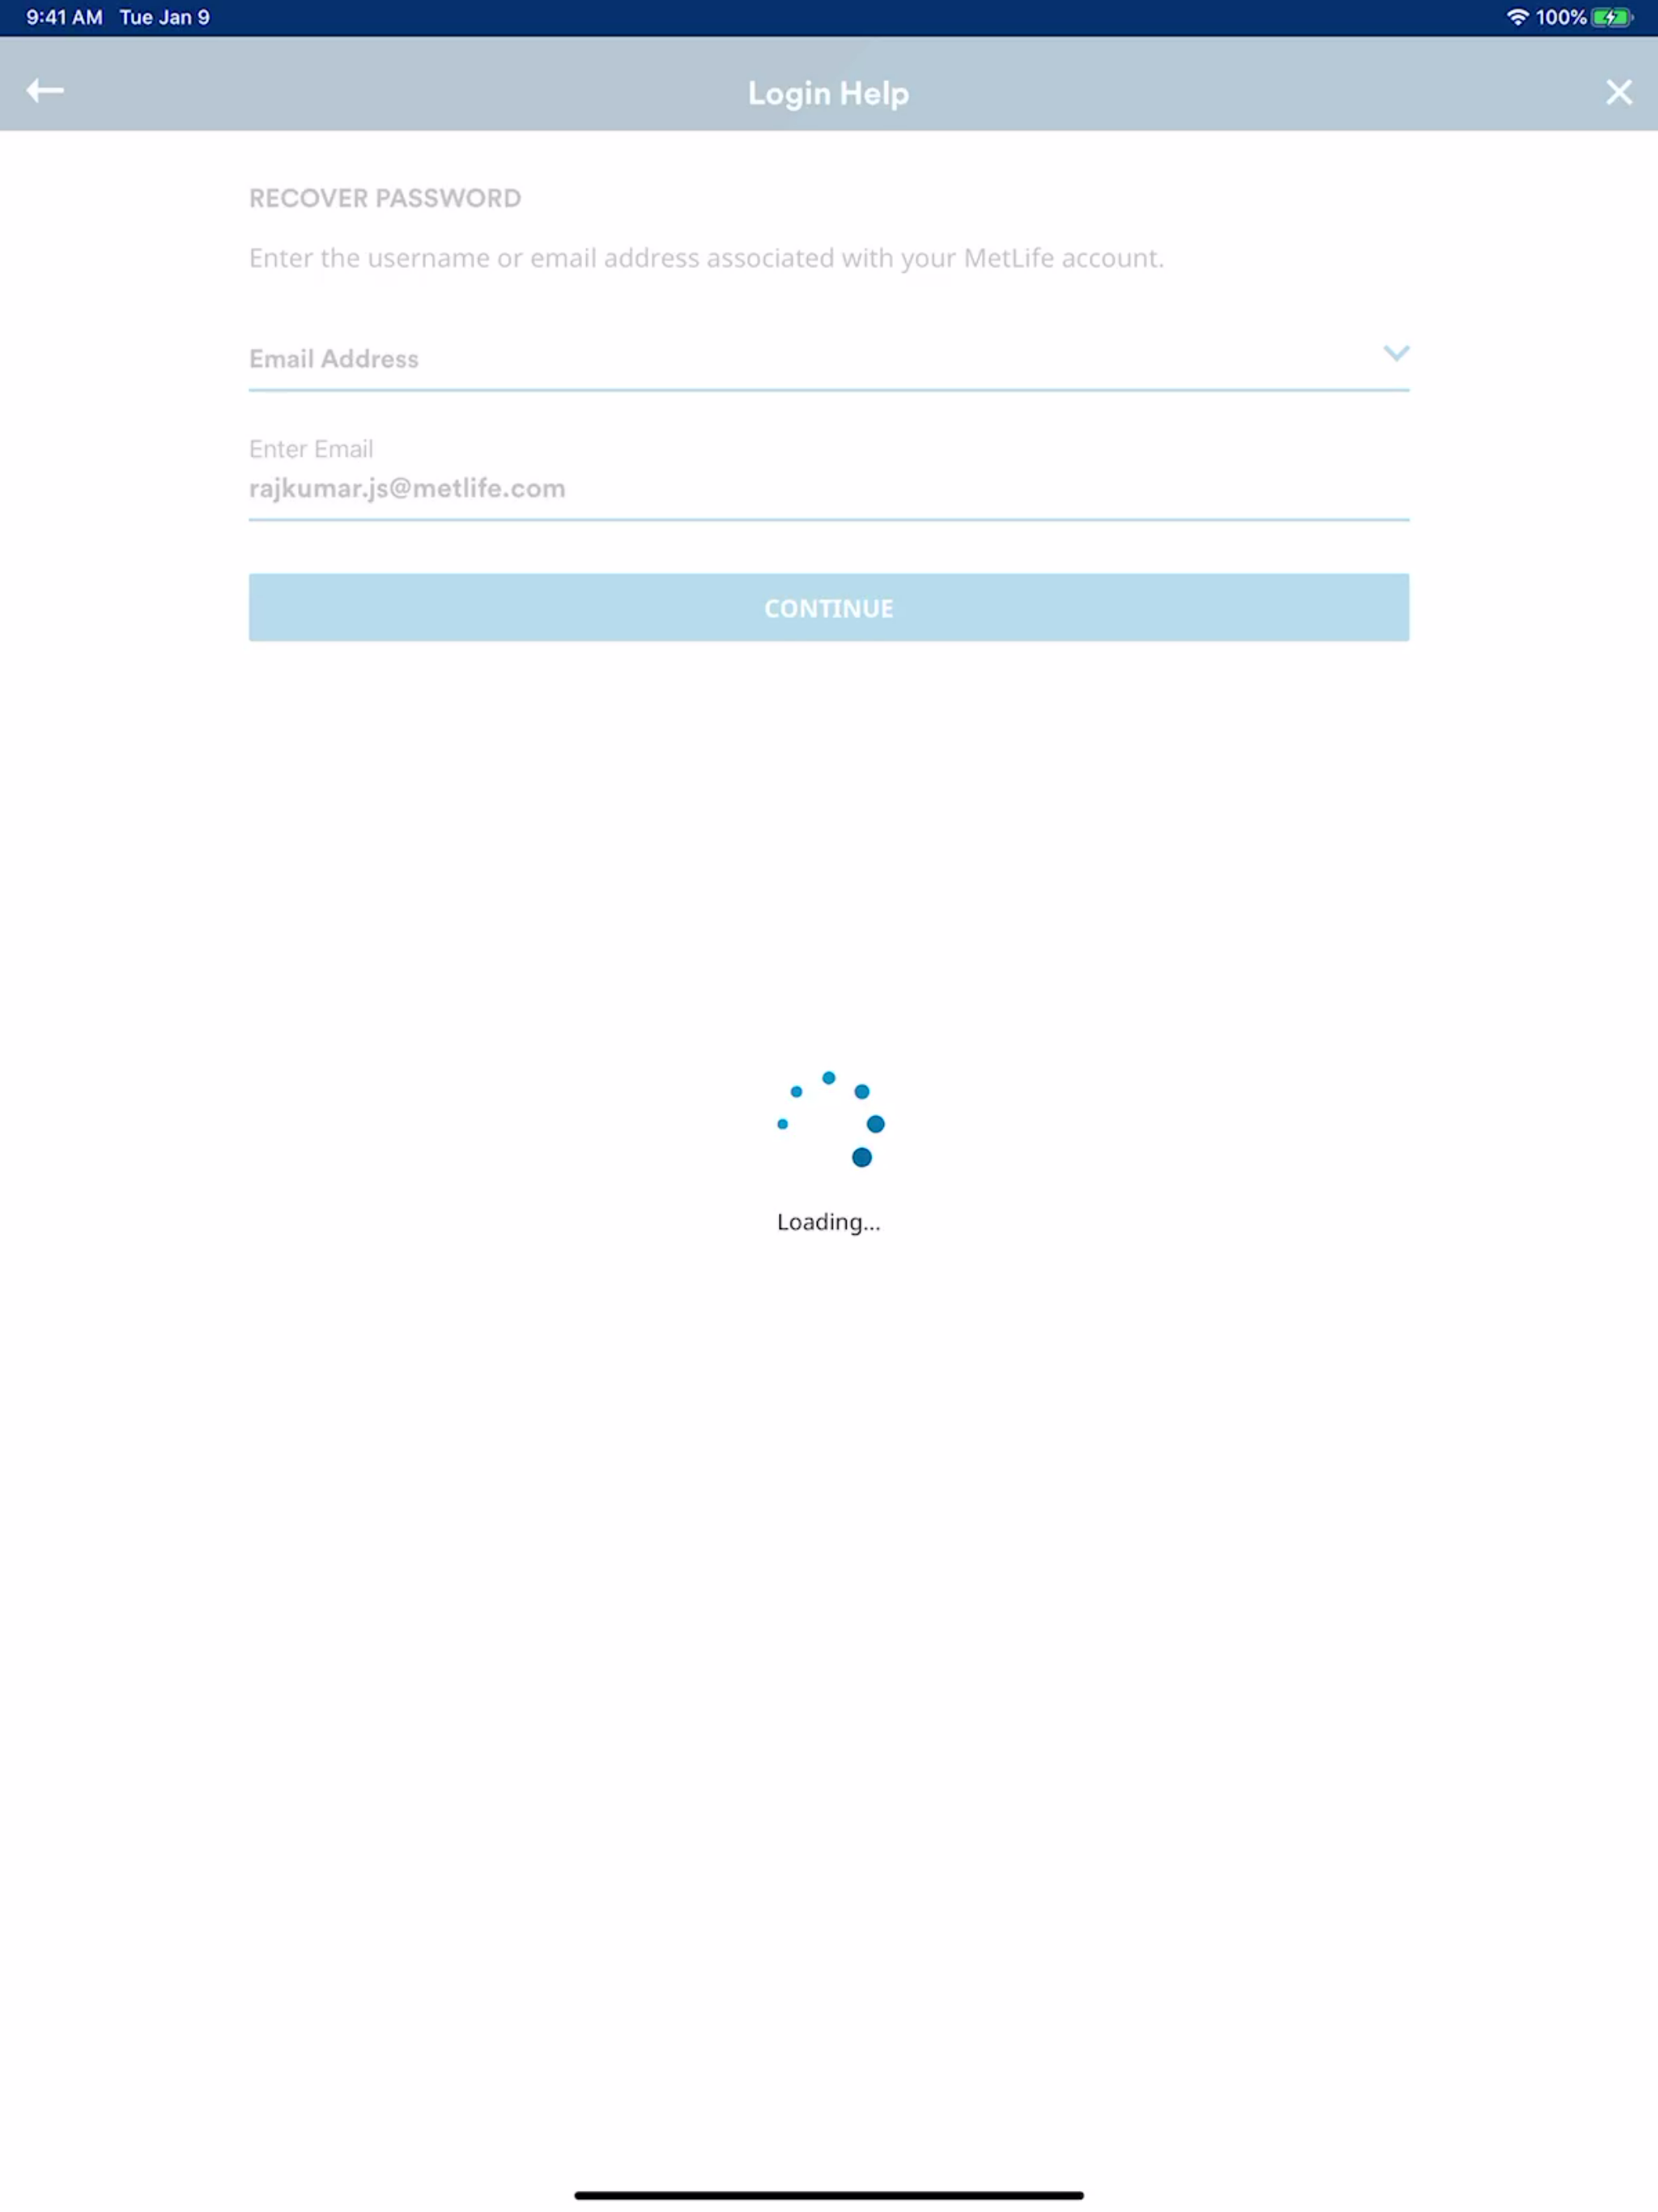 9:41 AM Tue Jan 9 100%
Login Help
RECOVER PASSWORD
Enter the username or email address associated with your MetLife account.
Email Address
Enter Email
rajkumar.js@metlife.com
CONTINUE
Loading...